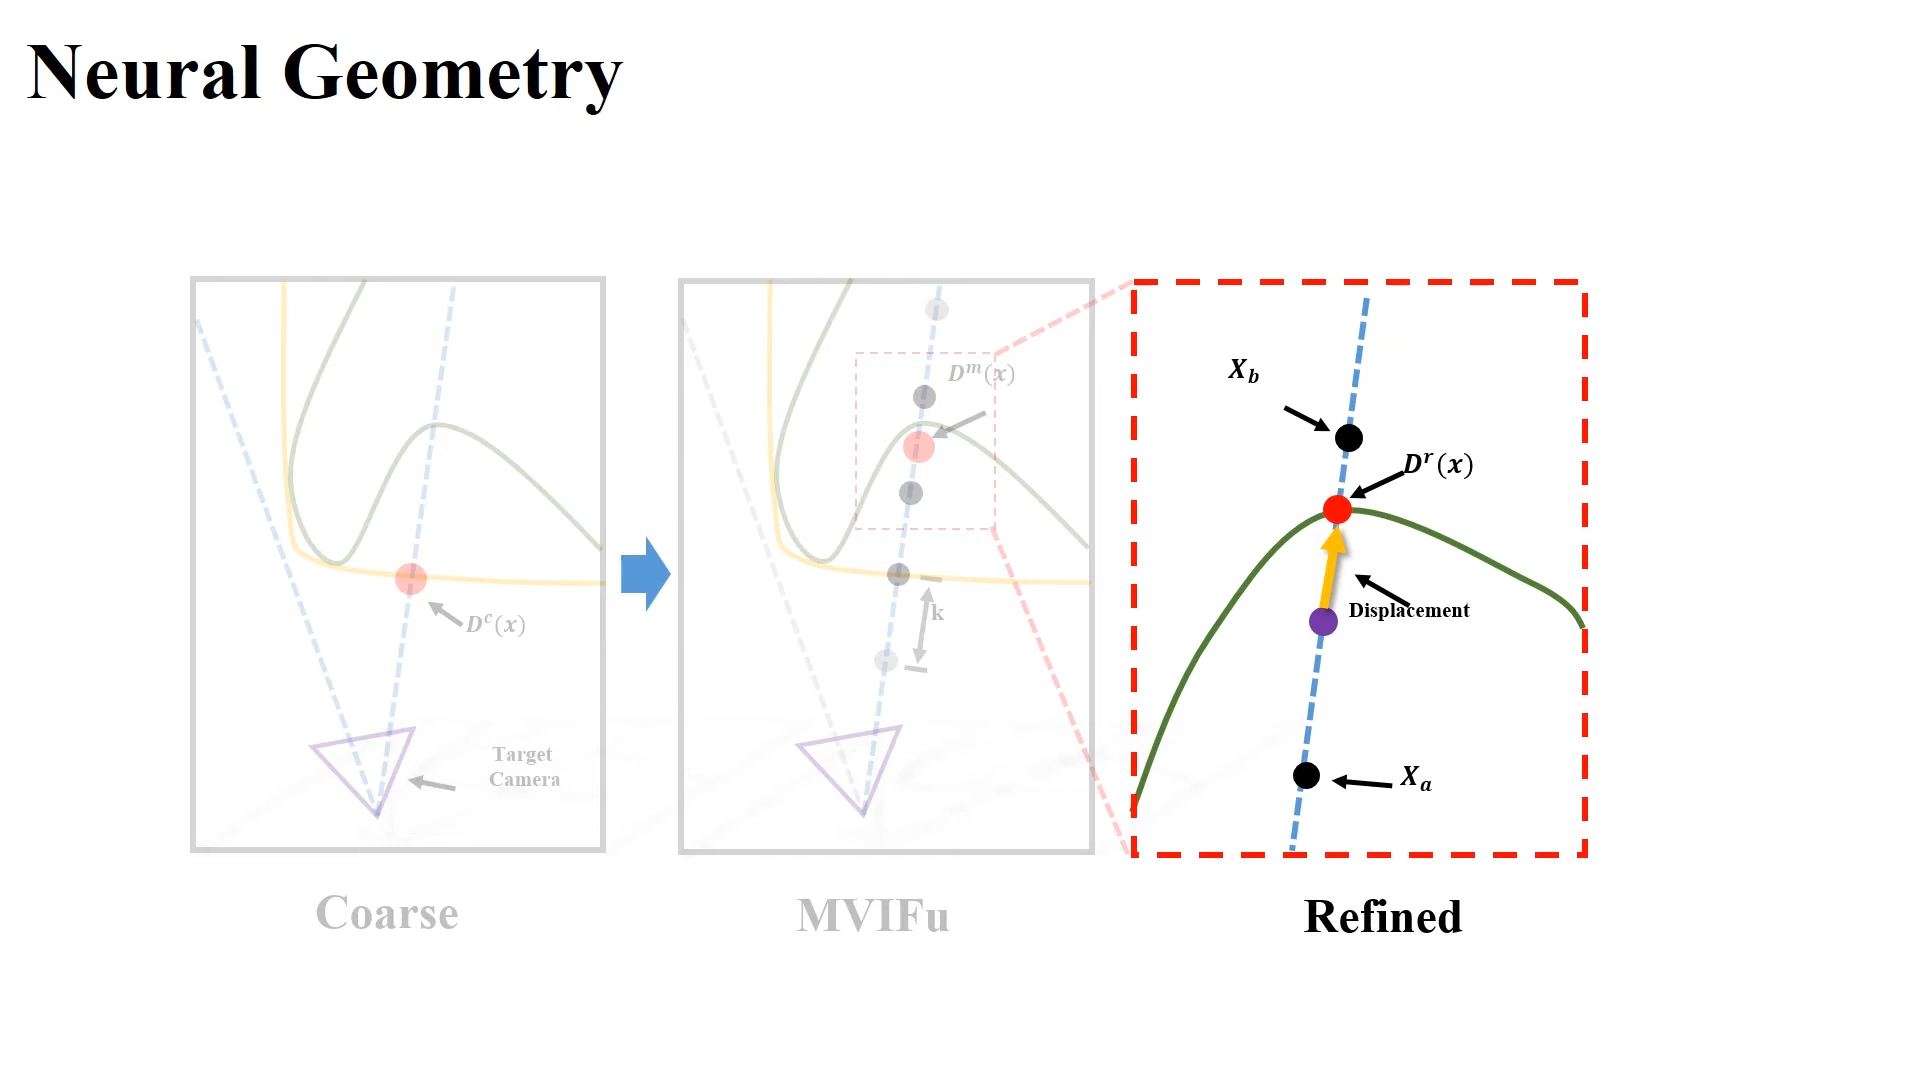 Neural Geometry
D^c(x)
Target
Camera
Coarse
D^m(x)
k
MVIFu
X_b
D^r(x)
Displacement
X_a
Refined